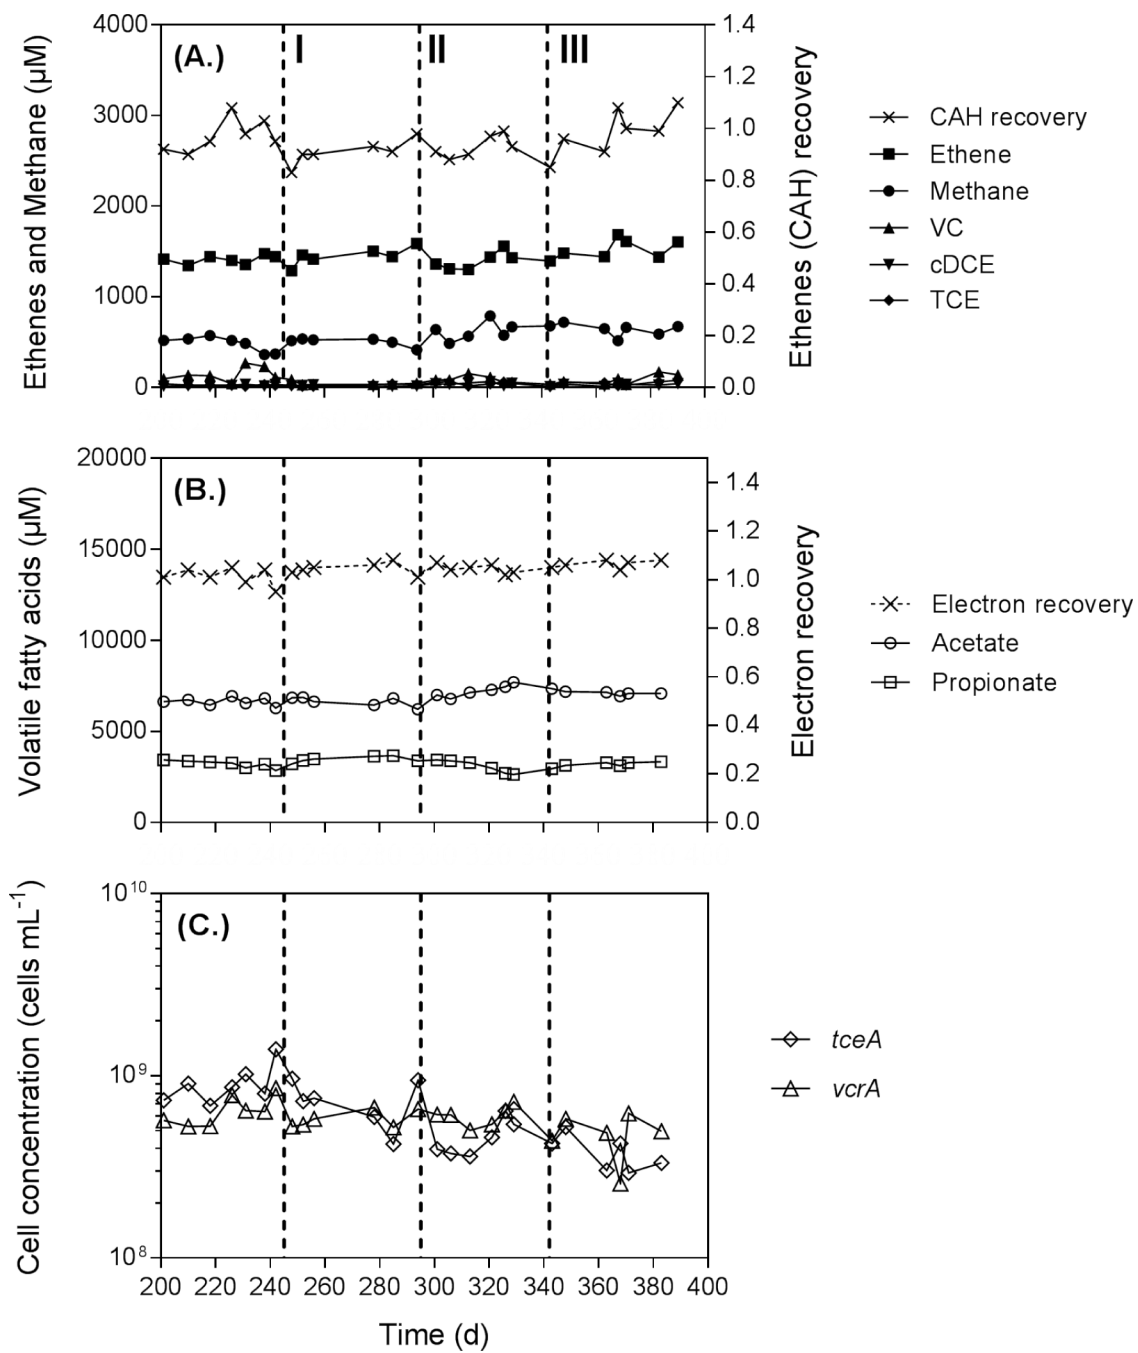 (A.)
I
II
III
4000
3000
2000
1000
0
Ethenes and Methane (µM)
1.4
1.2
1.0
0.8
0.6
0.4
0.2
0.0
Ethenes (CAH) recovery
CAH recovery
Ethene
Methane
VC
cDCE
TCE
(B.)
20000
15000
10000
5000
0
Volatile fatty acids (µM)
1.4
1.2
1.0
0.8
0.6
0.4
0.2
0.0
Electron recovery
Electron recovery
Acetate
Propionate
(C.)
10^10
10^9
10^8
Cell concentration (cells mL^-1)
tceA
vcrA
200 220 240 260 280 300 320 340 360 380 400
Time (d)